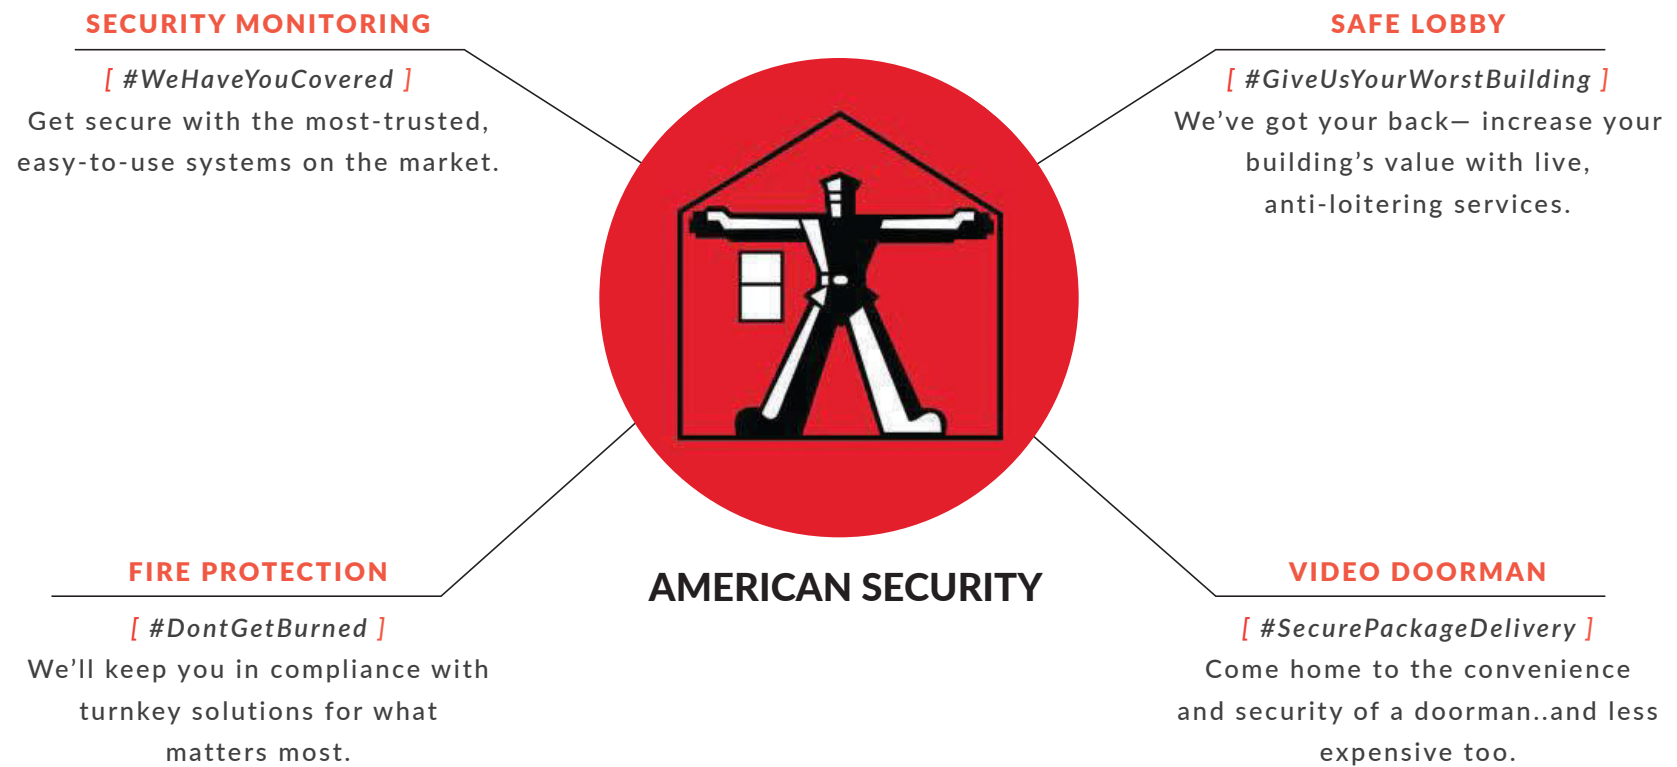 SECURITY MONITORING
[ #WeHaveYouCovered ]
Get secure with the most-trusted,
easy-to-use systems on the market.
SAFE LOBBY
[ #GiveUsYourWorstBuilding ]
We’ve got your back— increase your
building’s value with live,
anti-loitering services.
AMERICAN SECURITY
FIRE PROTECTION
[ #DontGetBurned ]
We’ll keep you in compliance with
turnkey solutions for what
matters most.
VIDEO DOORMAN
[ #SecurePackageDelivery ]
Come home to the convenience
and security of a doorman..and less
expensive too.